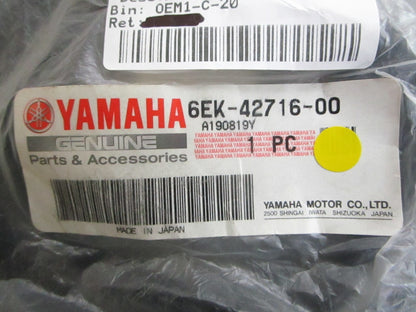 Bin: OEM1-C-20
Ret:
YAMAHA 6EK-42716-00
A190819Y
GENUINE
Parts & Accessories
1 PC
YAMAHA MOTOR CO.,LTD.
2500 SHINGAI IWATA SHIZUOKA JAPAN.
MADE IN JAPAN